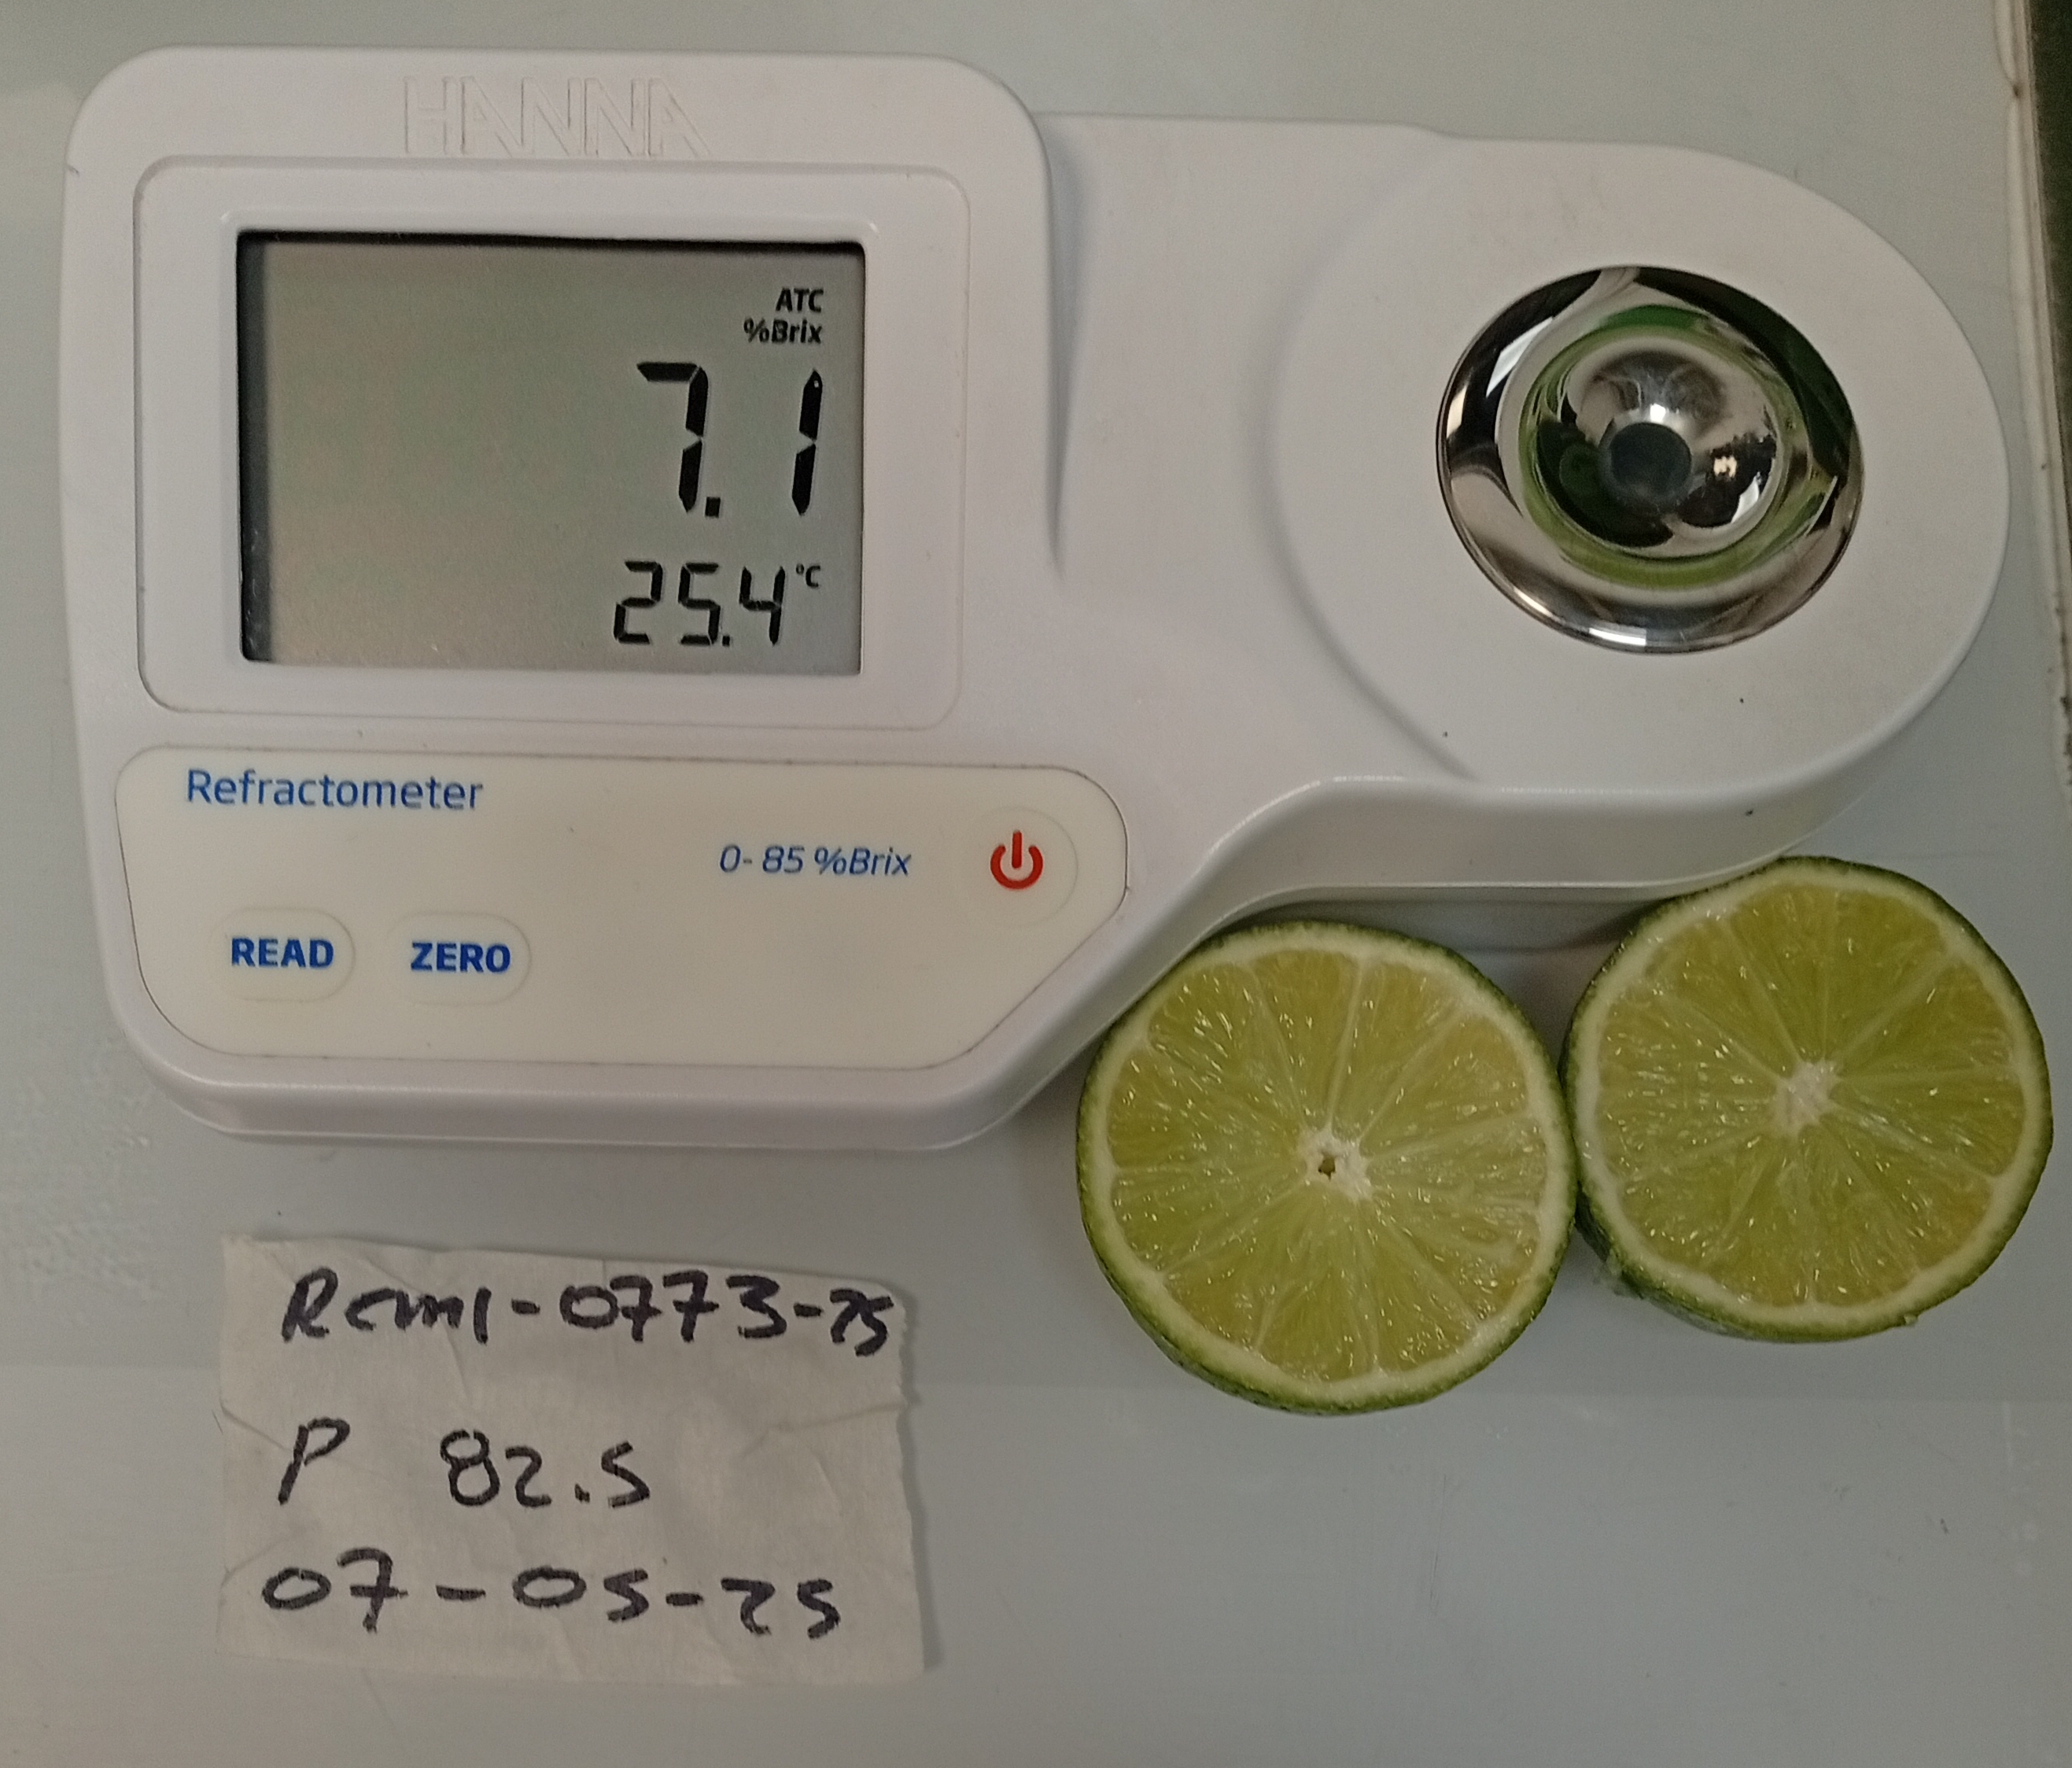 HANNA
ATC
%Brix
7.1
25.4 °C
Refractometer
0-85 %Brix
READ ZERO
Rcml-0773-25
P 82.5
07-05-25